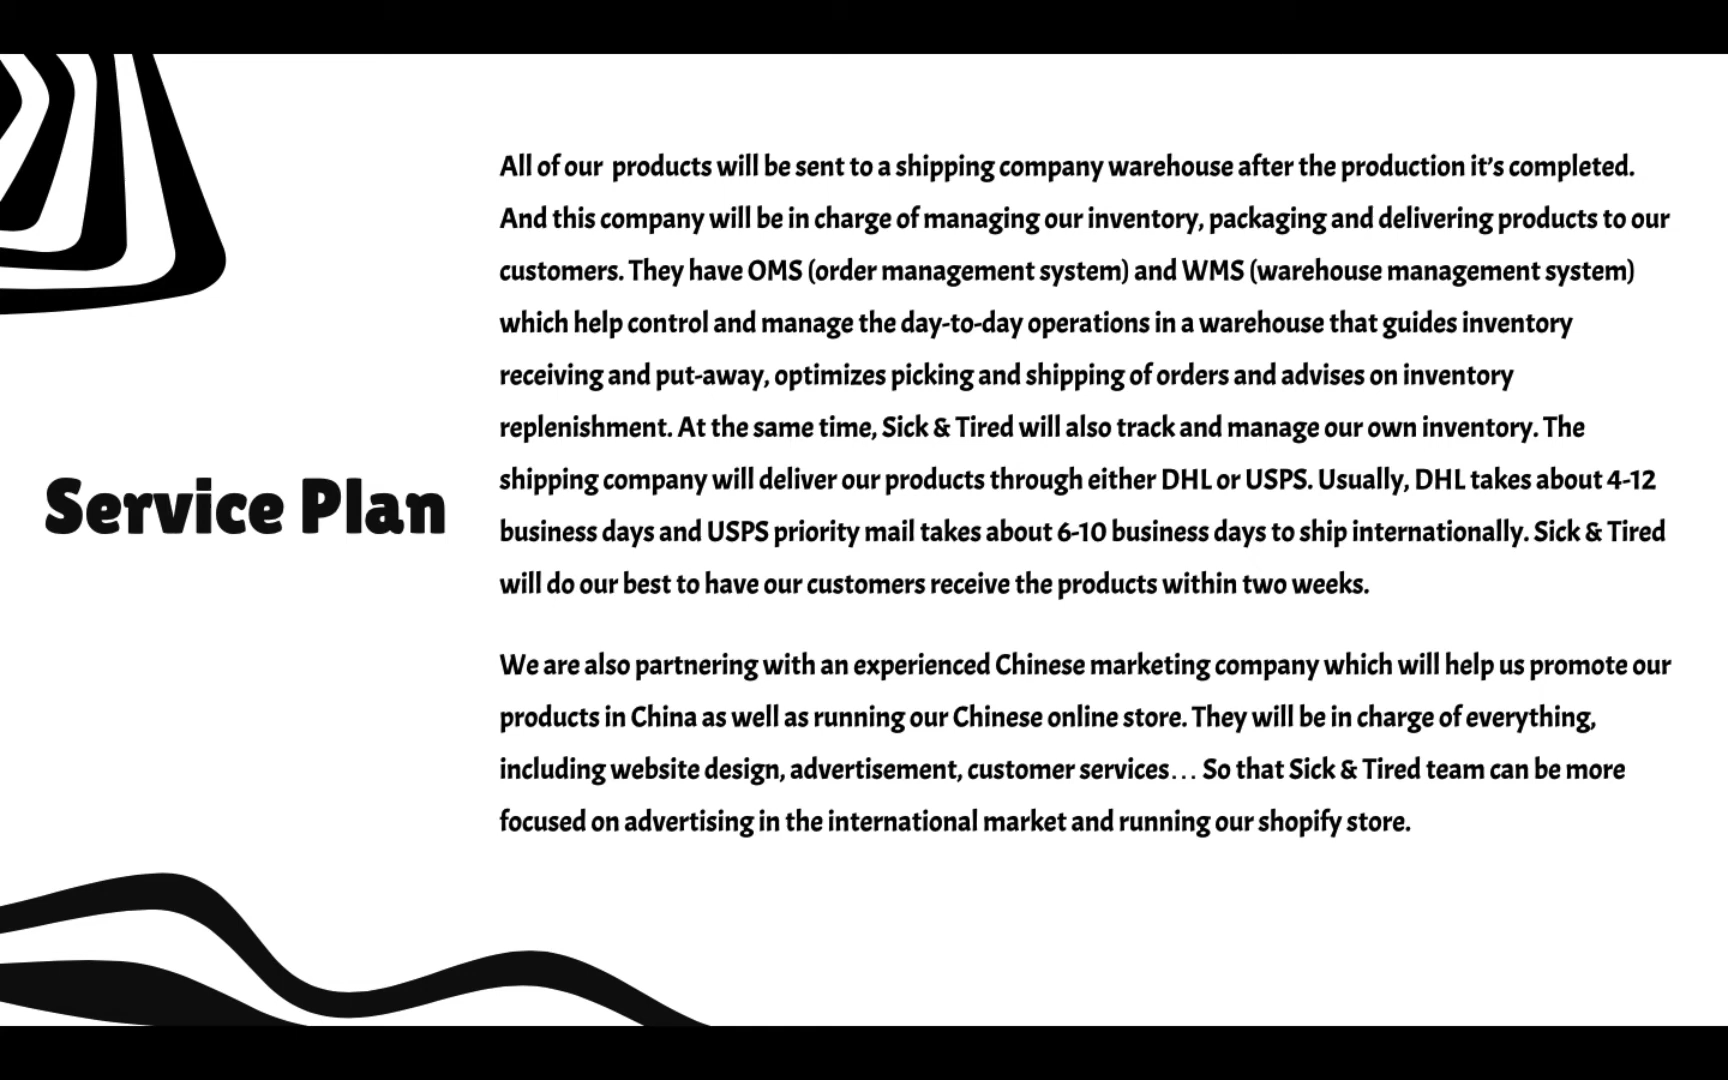 Service Plan
All of our  products will be sent to a shipping company warehouse after the production it's completed.
And this company will be in charge of managing our inventory, packaging and delivering products to our
customers. They have OMS (order management system) and WMS (warehouse management system)
which help control and manage the day-to-day operations in a warehouse that guides inventory
receiving and put-away, optimizes picking and shipping of orders and advises on inventory
replenishment. At the same time, Sick & Tired will also track and manage our own inventory. The
shipping company will deliver our products through either DHL or USPS. Usually, DHL takes about 4-12
business days and USPS priority mail takes about 6-10 business days to ship internationally. Sick & Tired
will do our best to have our customers receive the products within two weeks.
We are also partnering with an experienced Chinese marketing company which will help us promote our
products in China as well as running our Chinese online store. They will be in charge of everything,
including website design, advertisement, customer services... So that Sick & Tired team can be more
focused on advertising in the international market and running our shopify store.